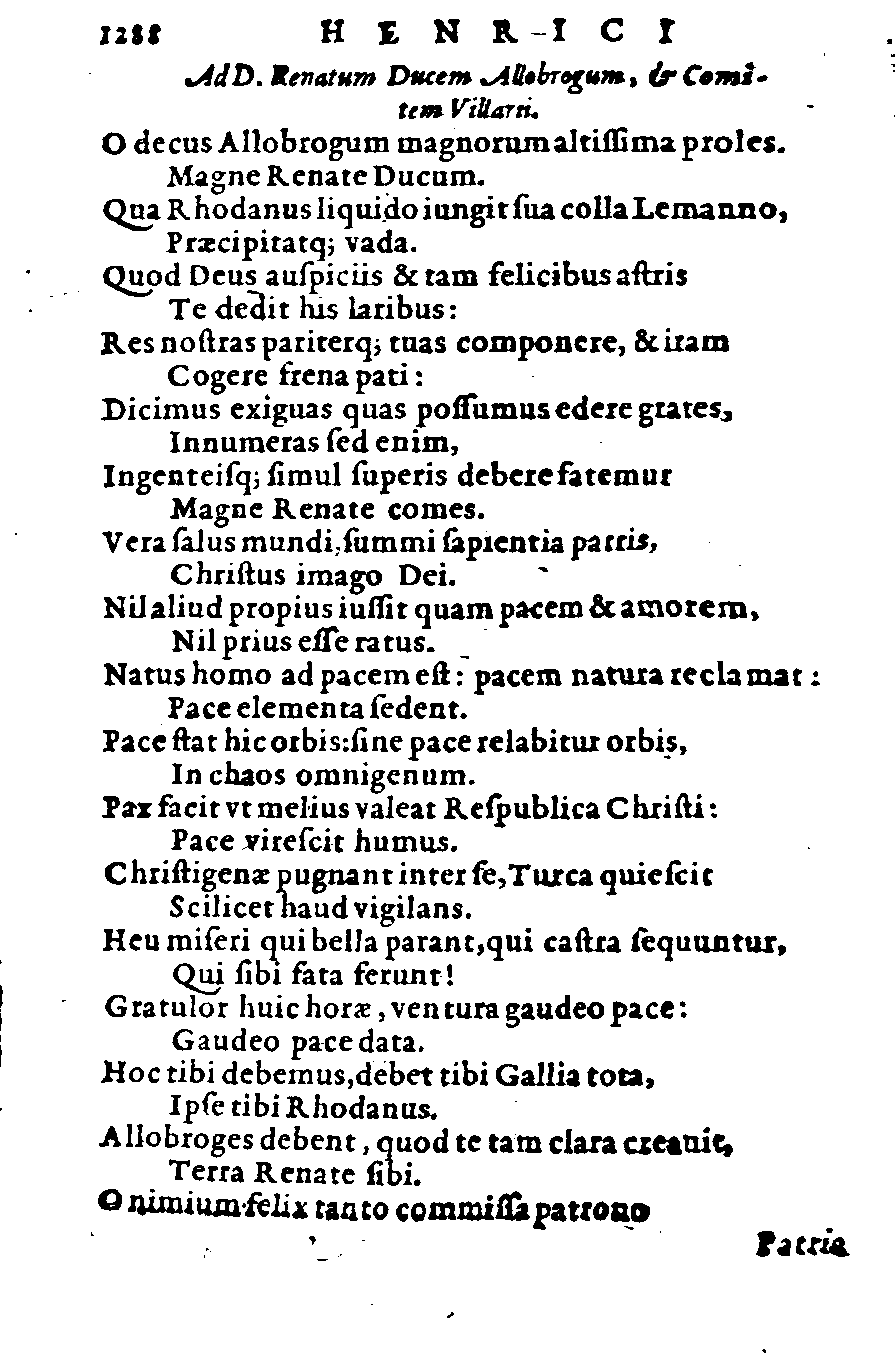 1288 HENRICI
Ad D. Renatum Ducem Allobrogum, & Comi-
tem Villarti.
O decus Allobrogum magnorum altiſſima proles.
Magne Renate Ducum.
Qua Rhodanus liquido iungit ſua colla Lemanno,
Præcipitatq; vada.
Quod Deus auſpiciis & tam felicibus aſtris
Te dedit his laribus:
Res noſtras pariterq; tuas componere, & iram
Cogere frena pati:
Dicimus exiguas quas poſſumus edere grates,
Innumeras ſed enim,
Ingenteiſq; ſimul ſuperis debere fatemur
Magne Renate comes.
Vera ſalus mundi, ſummi ſapientia patris,
Chriſtus imago Dei.
Nil aliud propius iuſſit quam pacem & amorem,
Nil prius eſſe ratus.
Natus homo ad pacem eſt: pacem natura reclamat:
Pace elementa ſedent.
Pace ſtat hic orbis: ſine pace relabitur orbis,
In chaos omnigenum.
Pax facit vt melius valeat Reſpublica Chriſti:
Pace vireſcit humus.
Chriſtigenæ pugnant inter ſe, Turca quieſcit
Scilicet haud vigilans.
Heu miſeri qui bella parant, qui caſtra ſequuntur,
Qui ſibi fata ferunt!
Gratulor huic horæ, ventura gaudeo pace:
Gaudeo pace data.
Hoc tibi debemus, debet tibi Gallia tota,
Ipſe tibi Rhodanus.
Allobroges debent, quod te tam clara creauit,
Terra Renate ſibi.
O nimium felix tanto commiſſa patrono
Patria